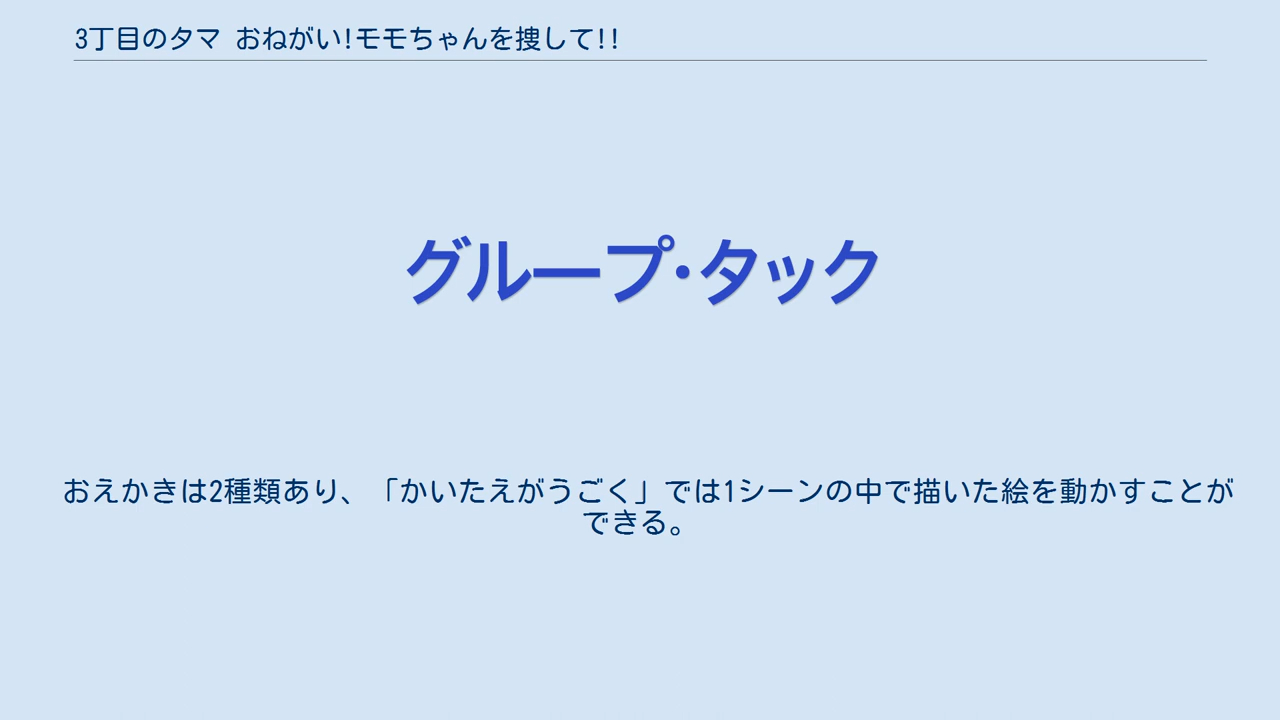 3丁目のタマ おねがい!モモちゃんを捜して!!
グループ・タック
おえかきは2種類あり、「かいたえがうごく」では1シーンの中で描いた絵を動かすことが
できる。